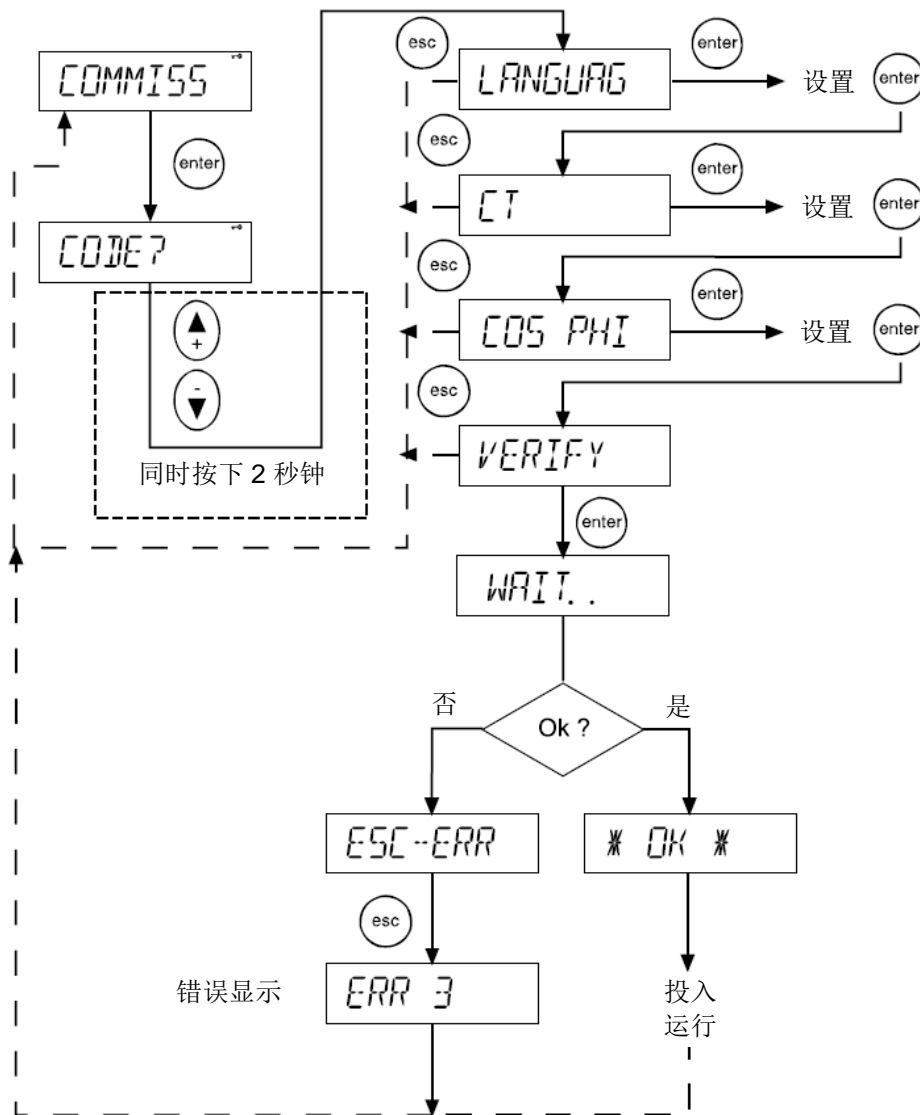 COMMISS
enter
CODE?
+
-
同时按下 2 秒钟
esc
LANGUAG
enter
设置
enter
esc
CT
enter
设置
enter
esc
COS PHI
enter
设置
enter
esc
VERIFY
enter
WAIT..
否
Ok ?
是
ESC-ERR
* OK *
esc
错误显示
ERR 3
投入
运行